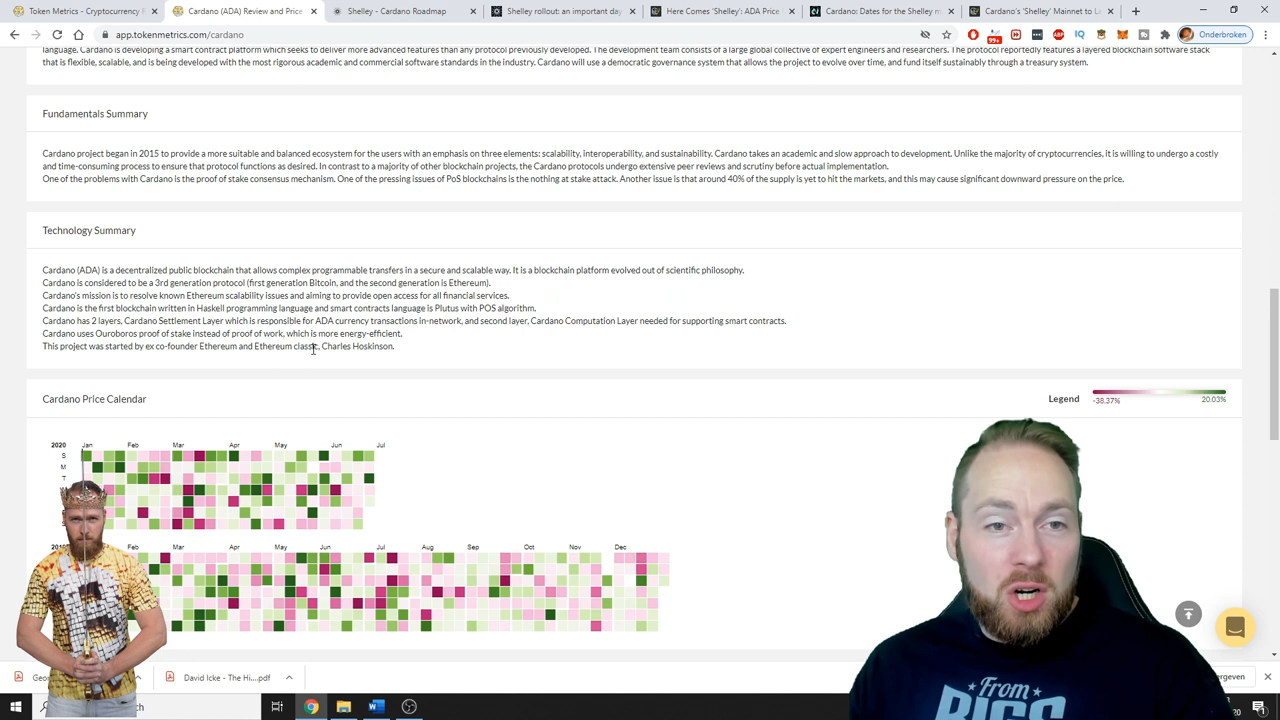 Token Metrics - Cryptocurrency F
Cardano (ADA) Review and Price
Shelley - Cardano Roadmap
Shelley rollout: an important day
Here Comes 'Shelley': ADA Price
Cardano: Dates for the Shelley m
Cardano's 'Shelley' Mainnet to L
app.tokenmetrics.com/cardano
99+
ABP
IQ
Onderbroken
language. Cardano is developing a smart contract platform which seeks to deliver more advanced features than any protocol previously developed. The development team consists of a large global collective of expert engineers and researchers. The protocol reportedly features a layered blockchain software stack
that is flexible, scalable, and is being developed with the most rigorous academic and commercial software standards in the industry. Cardano will use a democratic governance system that allows the project to evolve over time, and fund itself sustainably through a treasury system.
Fundamentals Summary
Cardano project began in 2015 to provide a more suitable and balanced ecosystem for the users with an emphasis on three elements: scalability, interoperability, and sustainability. Cardano takes an academic and slow approach to development. Unlike the majority of cryptocurrencies, it is willing to undergo a costly
and time-consuming process to ensure that protocol functions as desired. In contrast to a majority of other blockchain projects, the Cardano protocols undergo extensive peer reviews and scrutiny before actual implementation.
One of the problems with Cardano is the proof of stake consensus mechanism. One of the pressing issues of PoS blockchains is the nothing at stake attack. Another issue is that around 40% of the supply is yet to hit the markets, and this may cause significant downward pressure on the price.
Technology Summary
Cardano (ADA) is a decentralized public blockchain that allows complex programmable transfers in a secure and scalable way. It is a blockchain platform evolved out of scientific philosophy.
Cardano is considered to be a 3rd generation protocol (first generation Bitcoin, and the second generation is Ethereum).
Cardano's mission is to resolve known Ethereum scalability issues and aiming to provide open access for all financial services.
Cardano is the first blockchain written in Haskell programming language and smart contracts language is Plutus with POS algorithm.
Cardano has 2 layers, Cardano Settlement Layer which is responsible for ADA currency transactions in-network, and second layer, Cardano Computation Layer needed for supporting smart contracts.
Cardano uses Ouroboros proof of stake instead of proof of work, which is more energy-efficient.
This project was started by ex co-founder Ethereum and Ethereum classic, Charles Hoskinson.
Cardano Price Calendar
Legend
-38.37% 20.03%
2020 Jan Feb Mar Apr May Jun Jul
S
M
T
Mar Apr May Jun Jul Aug Sep Oct Nov Dec
From
RIGS
Geo
David Icke - The Hi....pdf
ergeven
rch
20